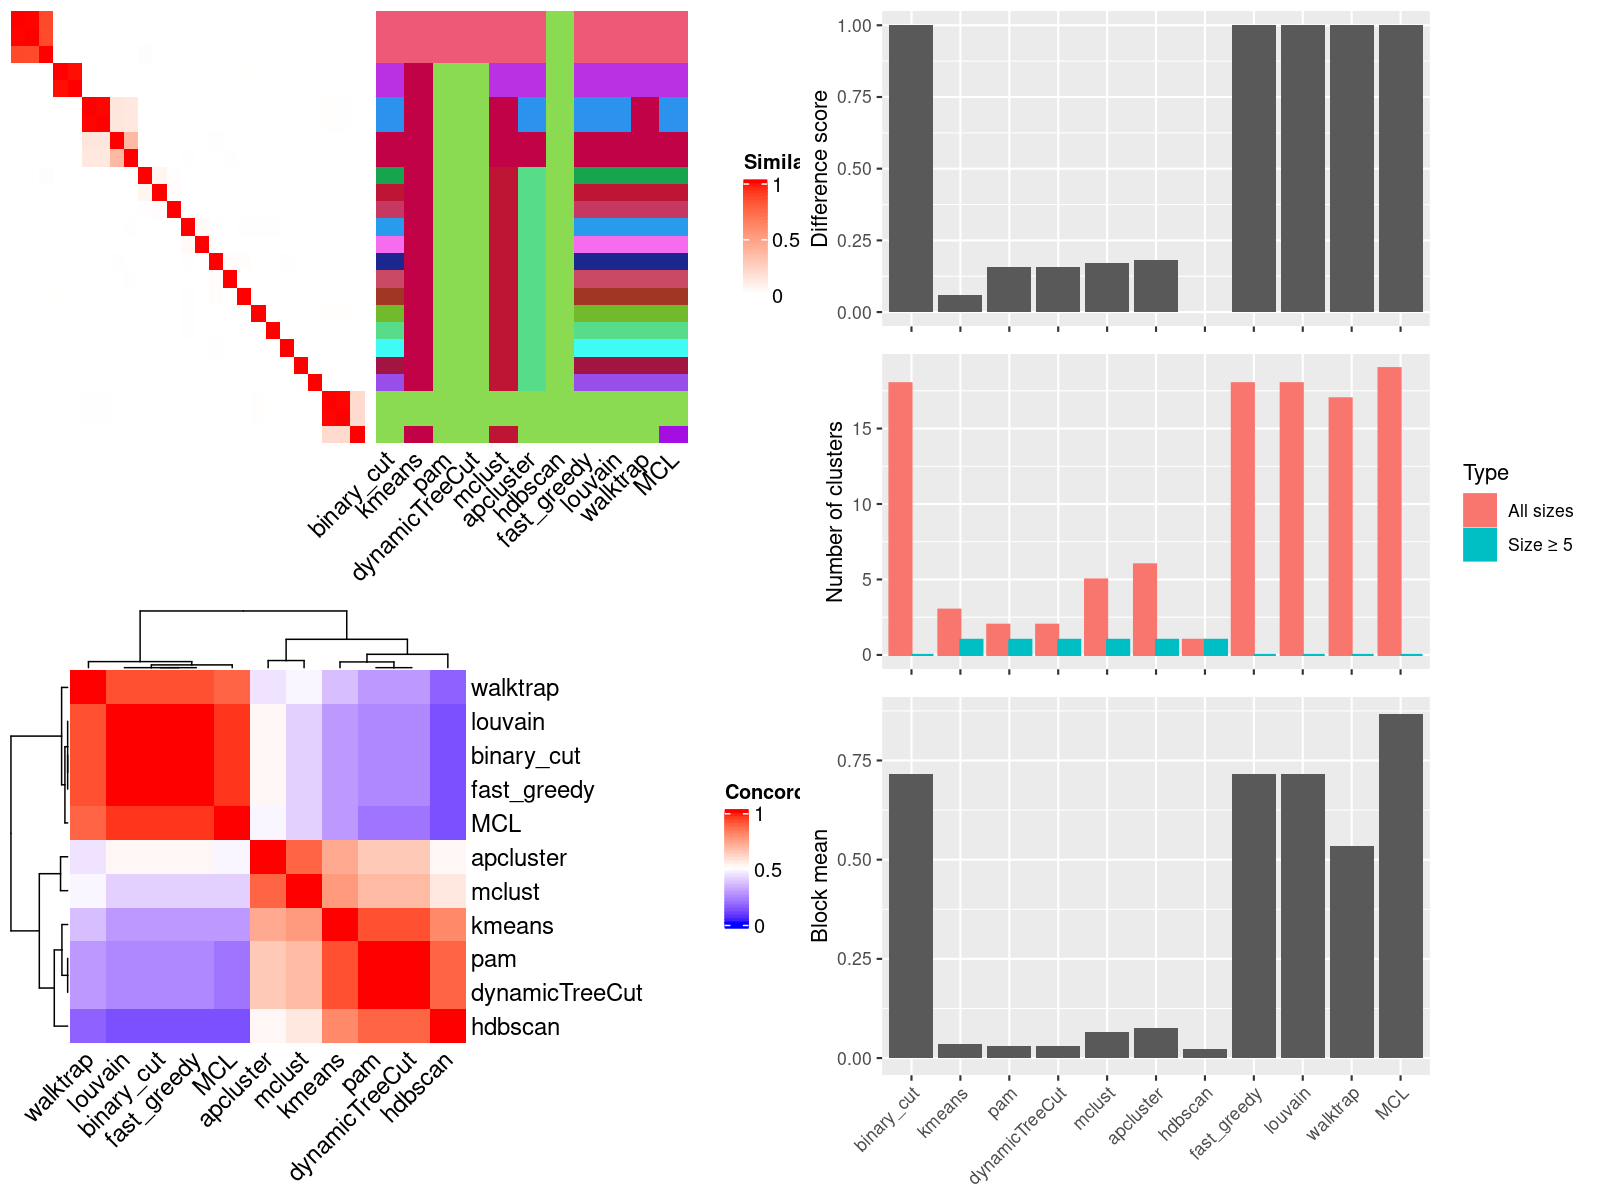 Simila
1
0.5
0
binary_cut
kmeans
pam
dynamicTreeCut
mclust
apcluster
hdbscan
fast_greedy
louvain
walktrap
MCL
walktrap
louvain
binary_cut
fast_greedy
MCL
apcluster
mclust
kmeans
pam
dynamicTreeCut
hdbscan
Concord
1
0.5
0
walktrap
louvain
binary_cut
fast_greedy
MCL
apcluster
mclust
kmeans
pam
dynamicTreeCut
hdbscan
Difference score
1.00
0.75
0.50
0.25
0.00
Number of clusters
15
10
5
0
Type
All sizes
Size ≥ 5
Block mean
0.75
0.50
0.25
0.00
binary_cut
kmeans
pam
dynamicTreeCut
mclust
apcluster
hdbscan
fast_greedy
louvain
walktrap
MCL